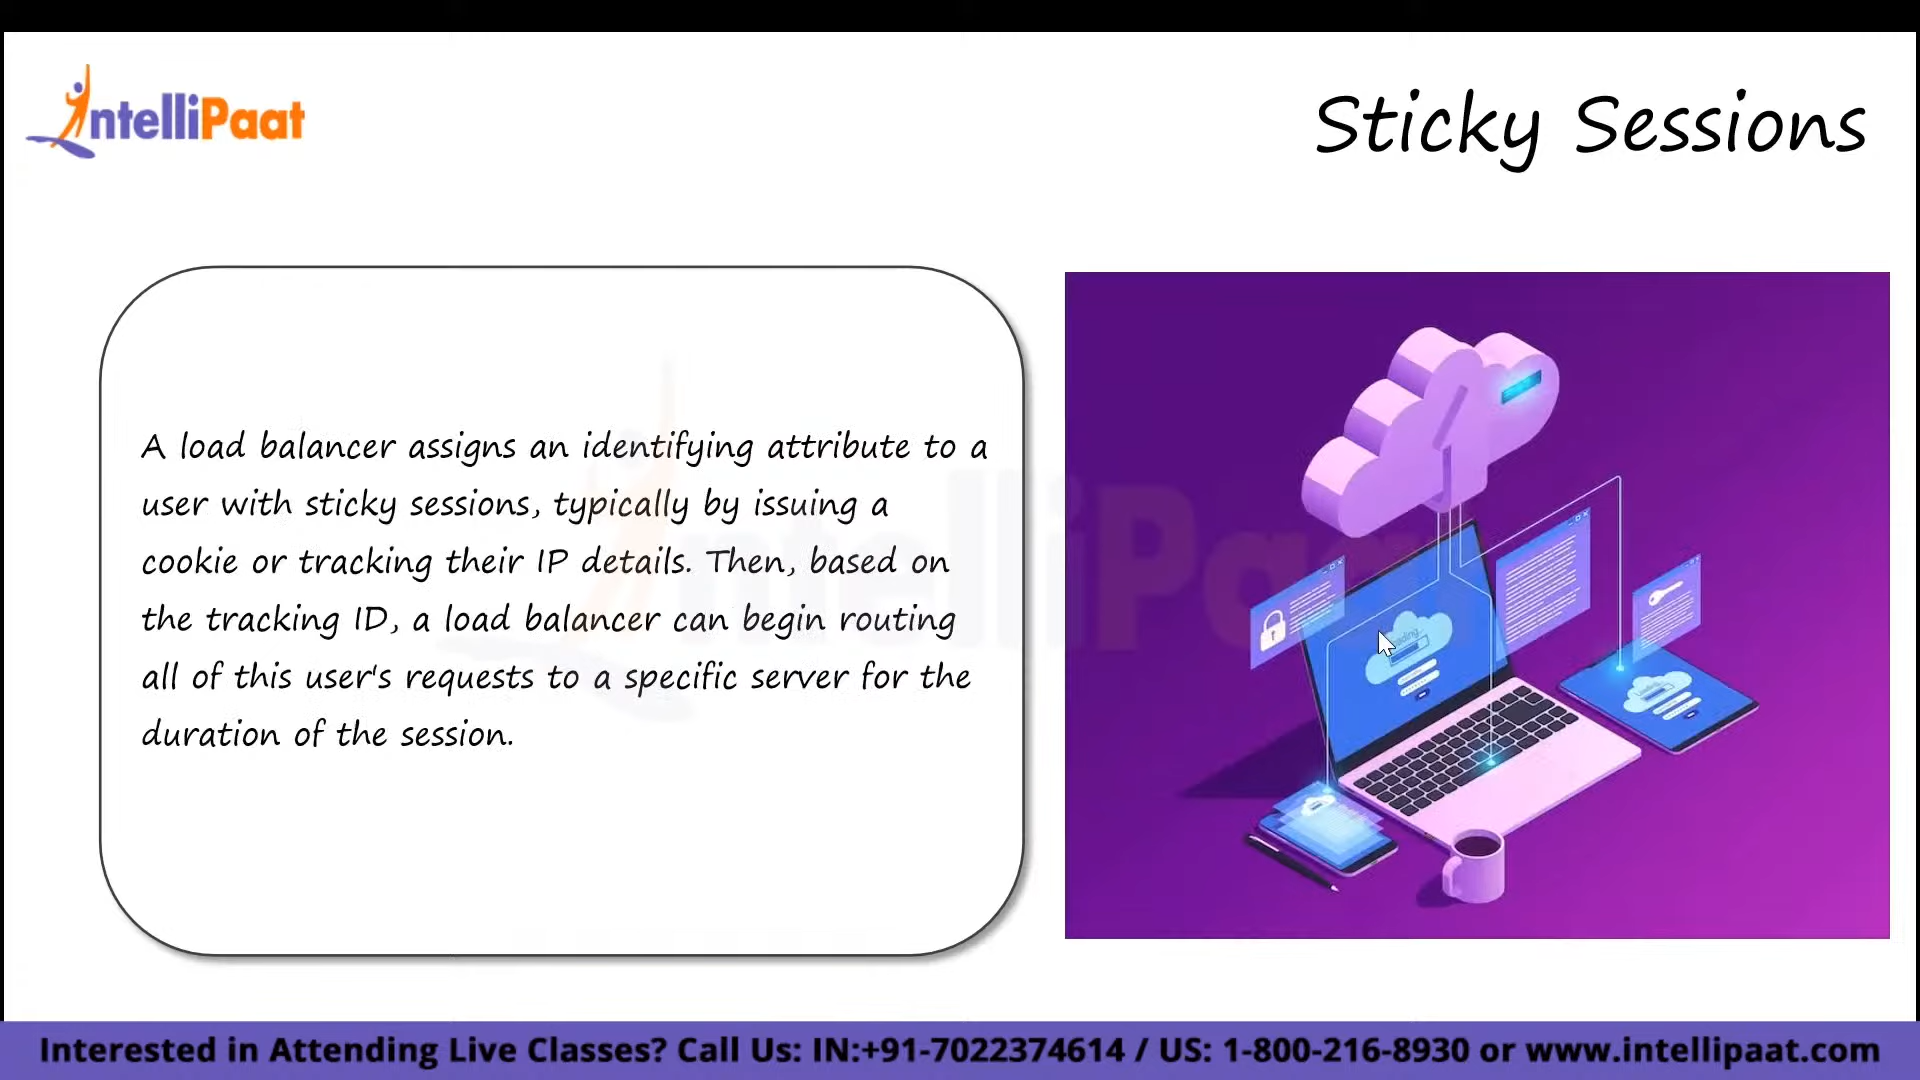 IntelliPaat
Sticky Sessions
A load balancer assigns an identifying attribute to a
user with sticky sessions, typically by issuing a
cookie or tracking their IP details. Then, based on
the tracking ID, a load balancer can begin routing
all of this user's requests to a specific server for the
duration of the session.
Interested in Attending Live Classes? Call Us: IN:+91-7022374614 / US: 1-800-216-8930 or www.intellipaat.com